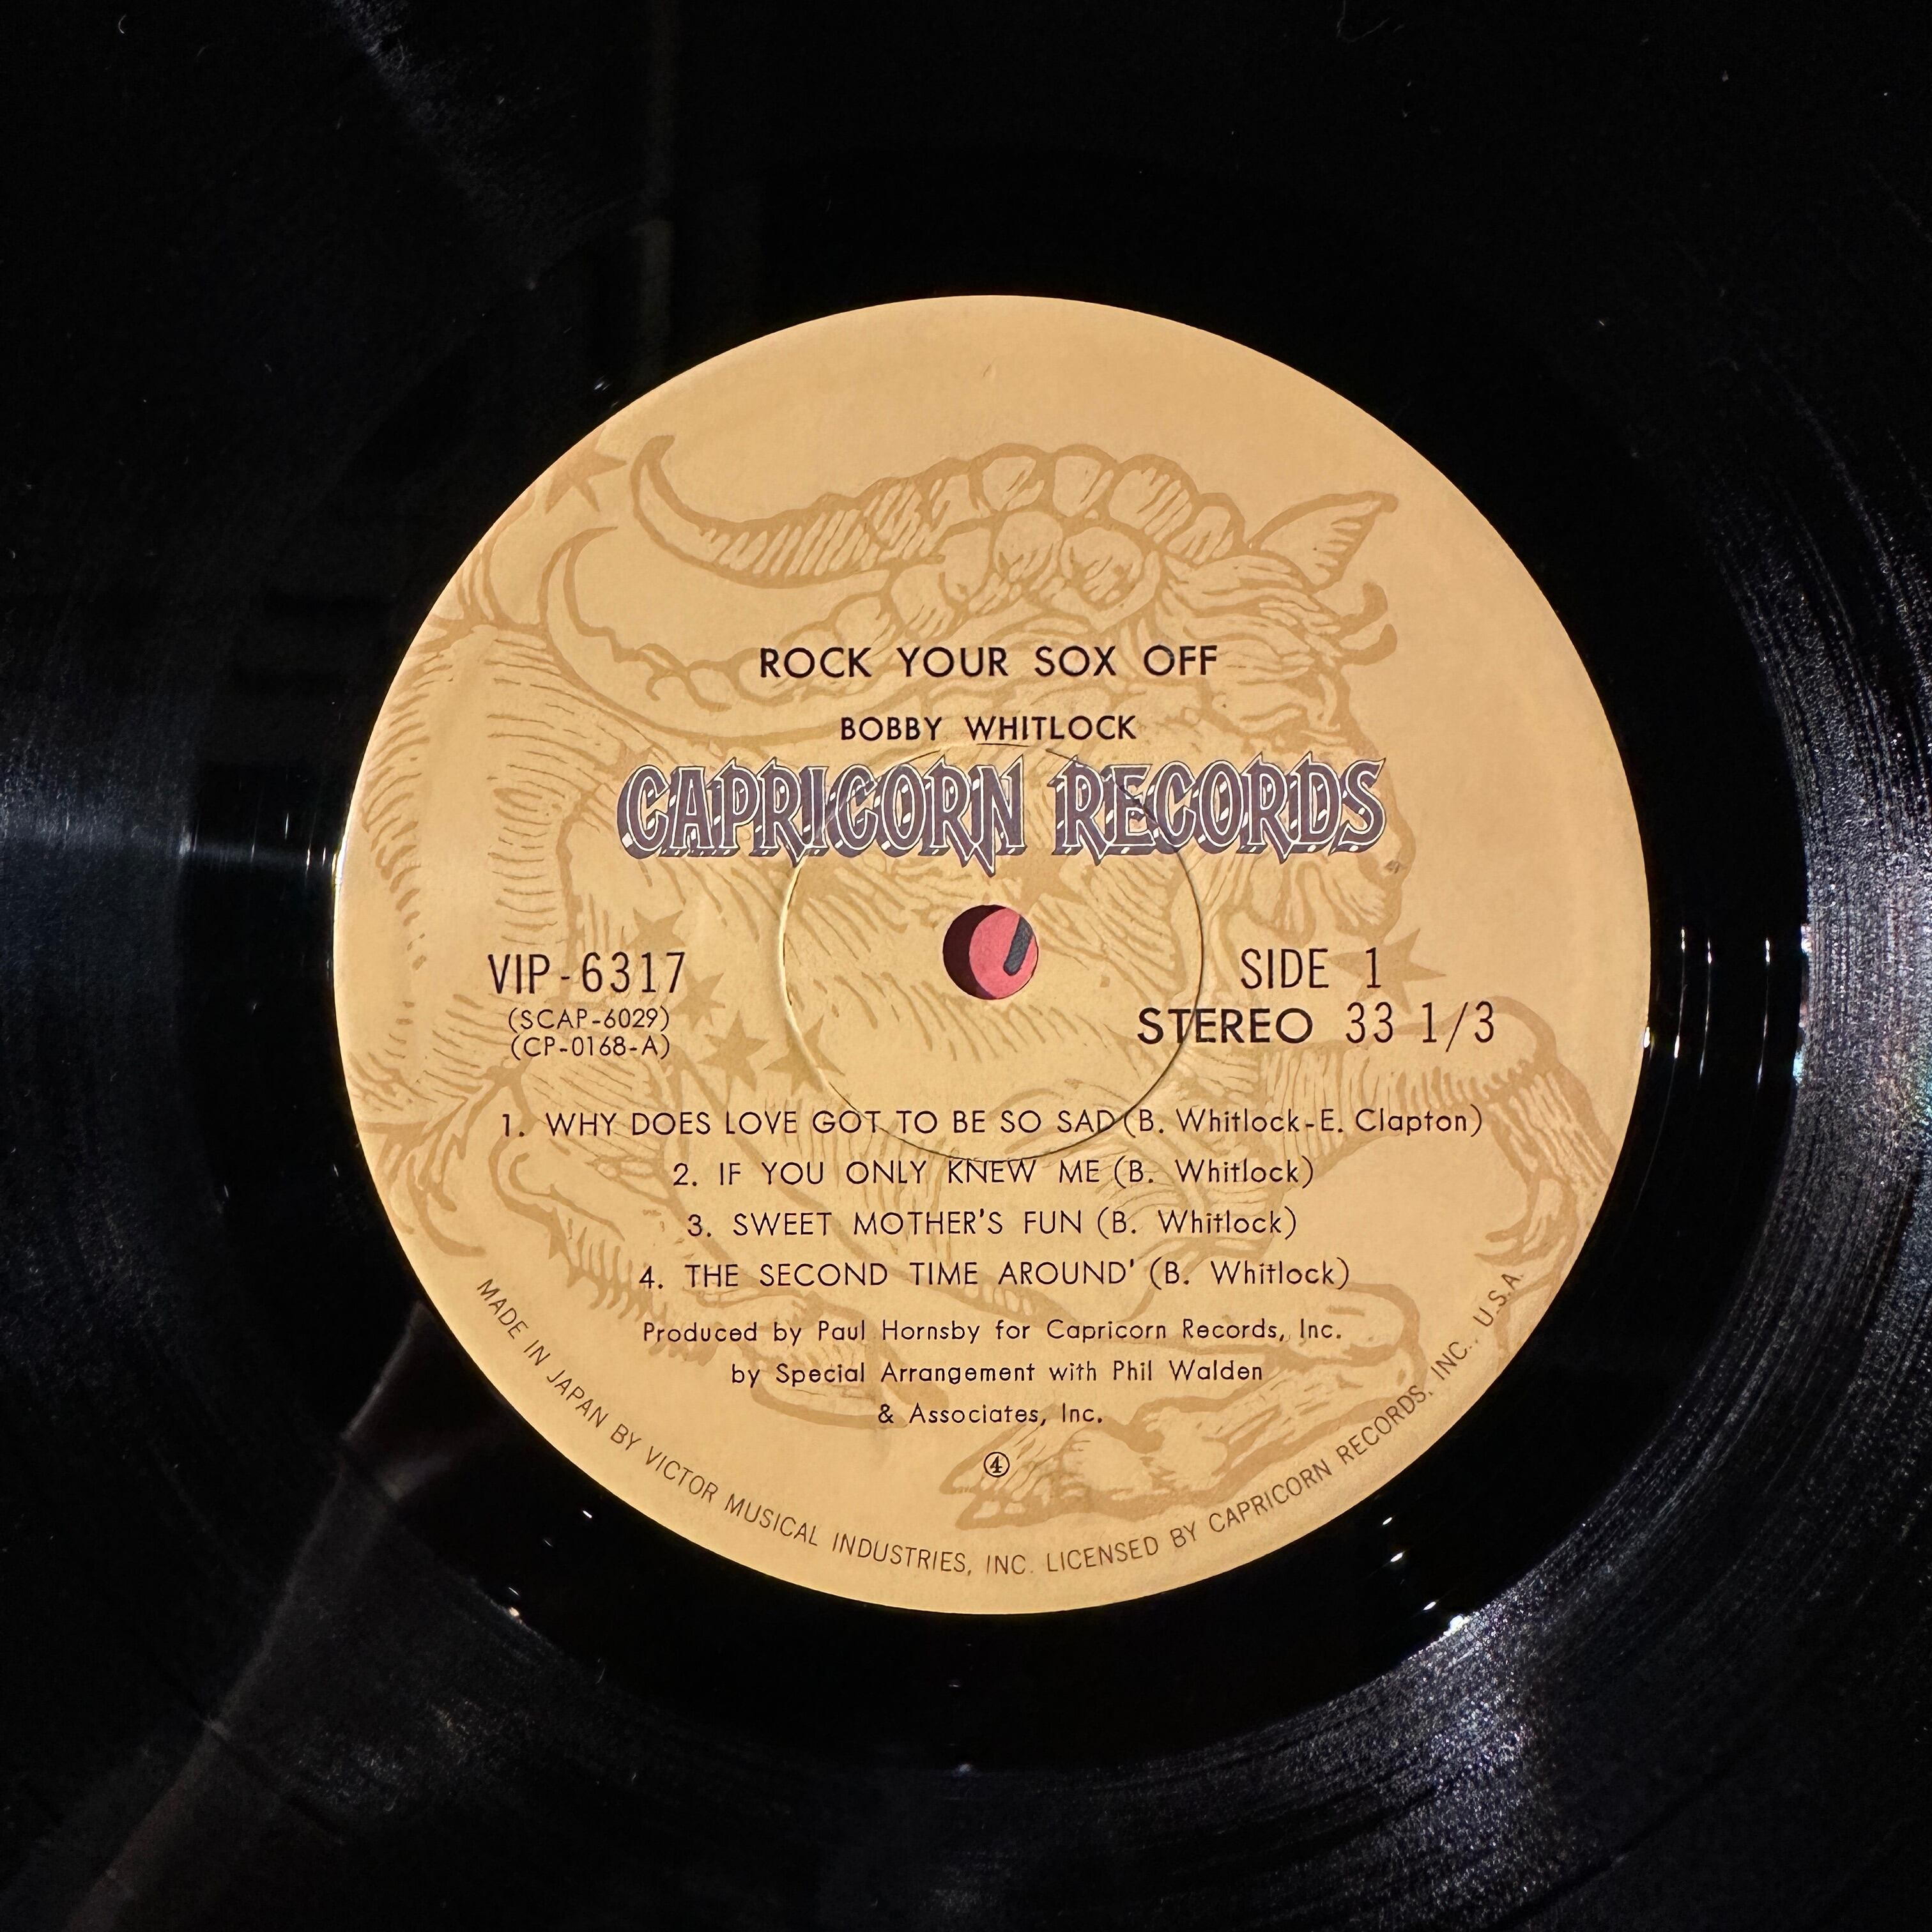 ROCK YOUR SOX OFF
BOBBY WHITLOCK
CAPRICORN RECORDS
VIP-6317
(SCAP-6029)
(CP-0168-A)
SIDE 1
STEREO 33 1/3
1. WHY DOES LOVE GOT TO BE SO SAD (B. Whitlock-E. Clapton)
2. IF YOU ONLY KNEW ME (B. Whitlock)
3. SWEET MOTHER'S FUN (B. Whitlock)
4. THE SECOND TIME AROUND' (B. Whitlock)
Produced by Paul Hornsby for Capricorn Records, Inc.
by Special Arrangement with Phil Walden
& Associates, Inc.
④
MADE IN JAPAN BY VICTOR MUSICAL INDUSTRIES, INC. LICENSED BY CAPRICORN RECORDS, INC., U.S.A.